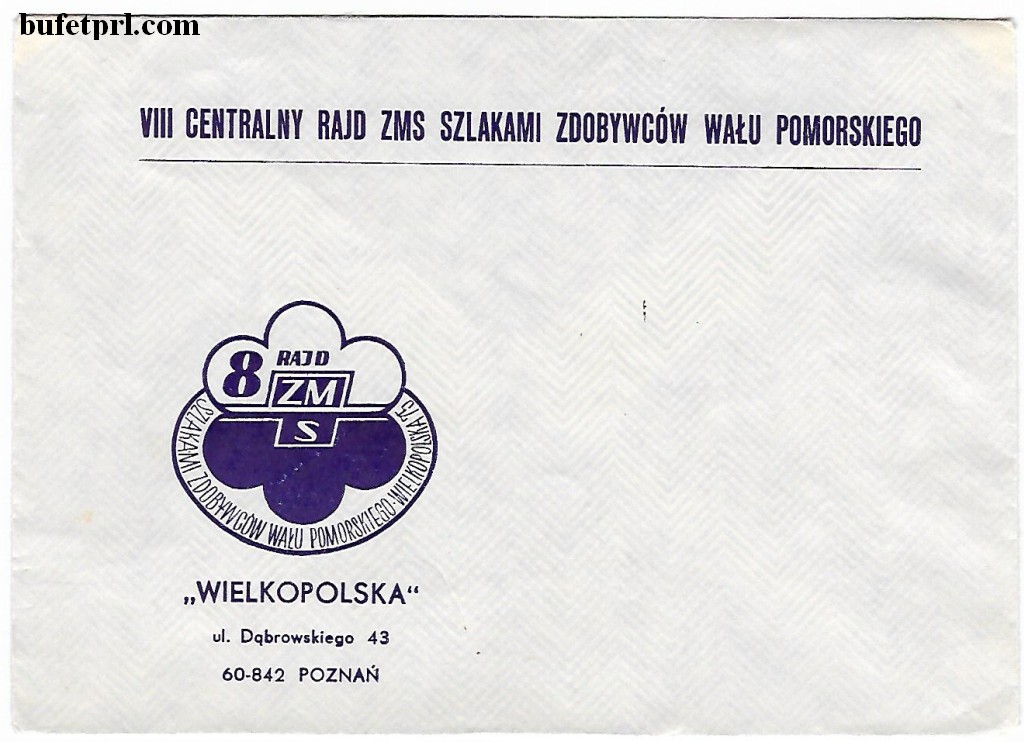 bufetprl.com
VIII CENTRALNY RAJD ZMS SZLAKAMI ZDOBYWCÓW WAŁU POMORSKIEGO
8 RAJD
ZM
S
SZLAKAMI ZDOBYWCÓW WAŁU POMORSKIEGO·WIELKOPOLSKA'75
„WIELKOPOLSKA“
ul. Dąbrowskiego 43
60-842 POZNAŃ